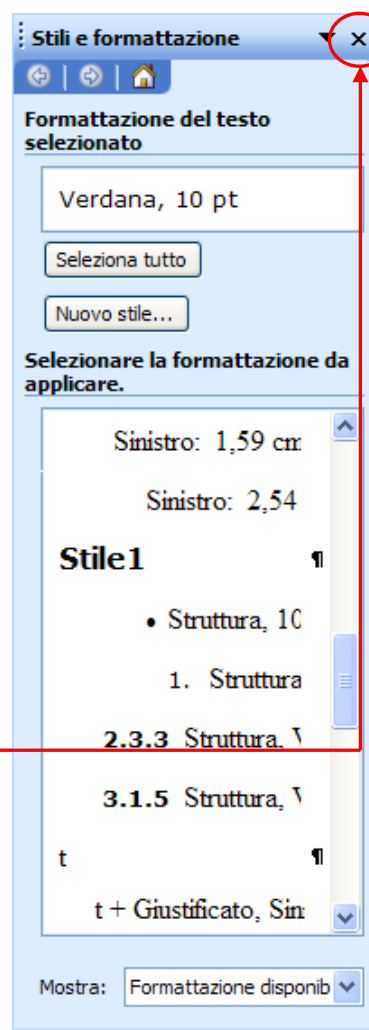 Stili e formattazione
Formattazione del testo
selezionato
Verdana, 10 pt
Seleziona tutto
Nuovo stile...
Selezionare la formattazione da
applicare.
Sinistro: 1,59 cm
Sinistro: 2,54
Stile1 ¶
• Struttura, 10
1. Struttura
2.3.3 Struttura, V
3.1.5 Struttura, V
t ¶
t + Giustificato, Sin
Mostra: Formattazione disponib